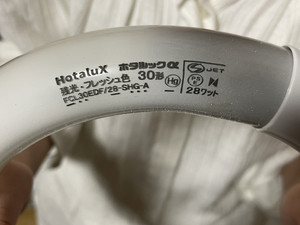 HotaluX ホタルックα
残光・フレッシュ色 30形 Hg JET
FCL30EDF/28-SHG-A
28ワット